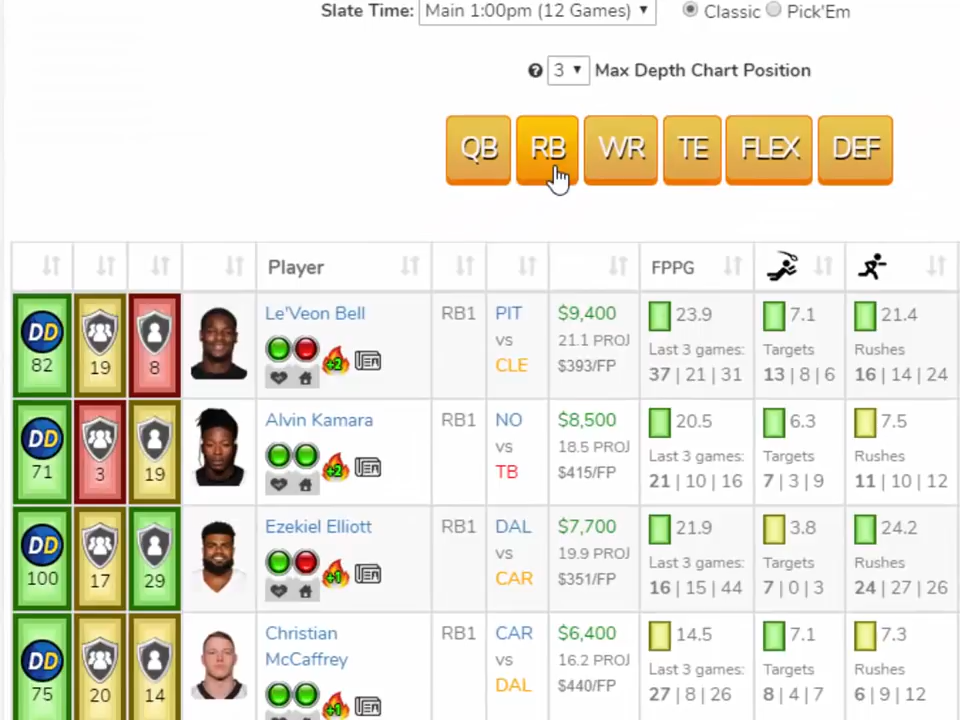 Slate Time: Main 1:00pm (12 Games) Classic Pick'Em
3 Max Depth Chart Position
QB RB WR TE FLEX DEF
Player FPPG
DD 82 19 8 Le'Veon Bell +2 RB1 PIT vs CLE $9,400 21.1 PROJ $393/FP 23.9 Last 3 games: 37 | 21 | 31 7.1 Targets 13 | 8 | 6 21.4 Rushes 16 | 14 | 24
DD 71 3 19 Alvin Kamara +2 RB1 NO vs TB $8,500 18.5 PROJ $415/FP 20.5 Last 3 games: 21 | 10 | 16 6.3 Targets 7 | 3 | 9 7.5 Rushes 11 | 10 | 12
DD 100 17 29 Ezekiel Elliott +1 RB1 DAL vs CAR $7,700 19.9 PROJ $351/FP 21.9 Last 3 games: 16 | 15 | 44 3.8 Targets 7 | 0 | 3 24.2 Rushes 24 | 27 | 26
DD 75 20 14 Christian McCaffrey +1 RB1 CAR vs DAL $6,400 16.2 PROJ $440/FP 14.5 Last 3 games: 27 | 8 | 26 7.1 Targets 8 | 4 | 7 7.3 Rushes 6 | 9 | 12